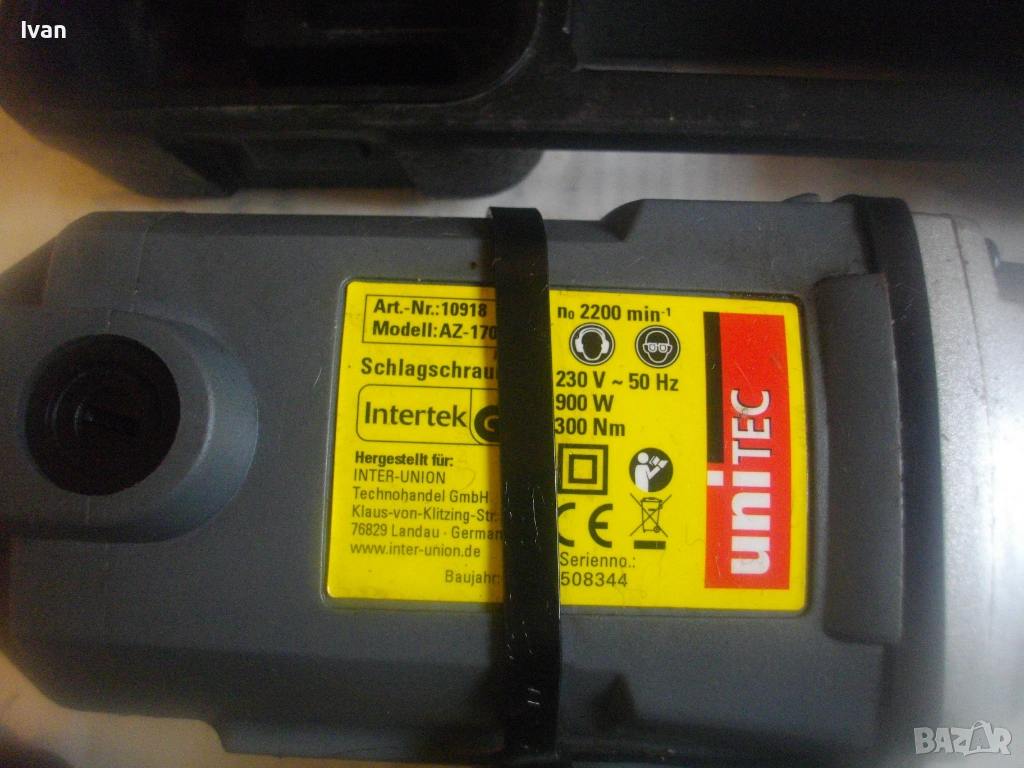 Ivan
Art.-Nr.:10918
Modell:AZ-170
Intertek
Hergestellt für:
INTER-UNION
Technohandel GmbH
Klaus-von-Klitzing-Str.
76829 Landau · German
www.inter-union.de
Baujahr:
n₀ 2200 min⁻¹
230 V ~ 50 Hz
900 W
300 Nm
CE
Serienno.:
508344
uniTEC
BAZAR